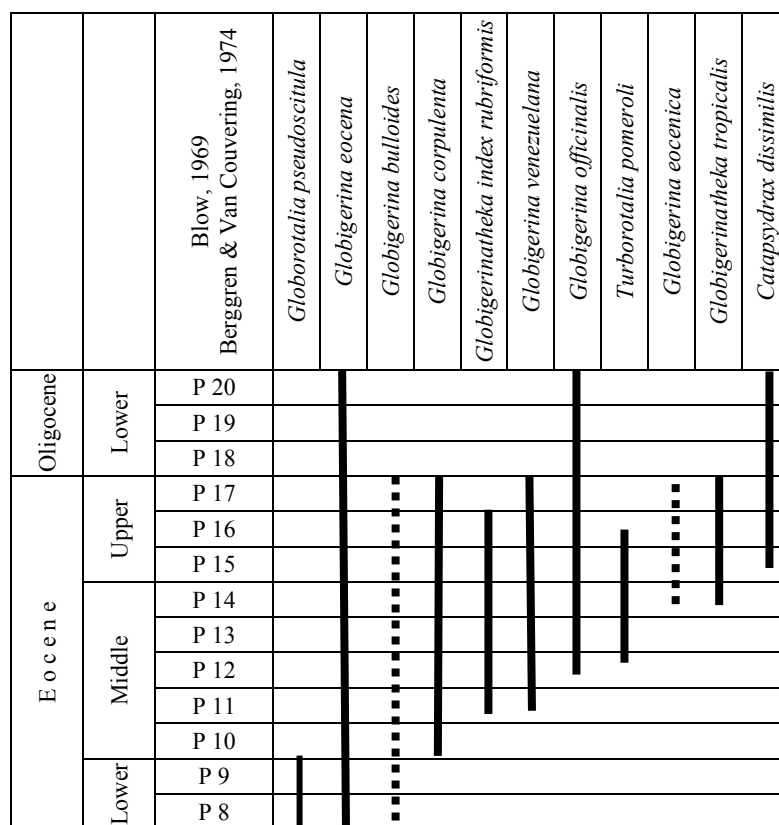 Blow, 1969
Berggren & Van Couvering, 1974
Globorotalia pseudoscitula
Globigerina eocena
Globigerina bulloides
Globigerina corpulenta
Globigerinatheka index rubriformis
Globigerina venezuelana
Globigerina officinalis
Turborotalia pomeroli
Globigerina eocenica
Globigerinatheka tropicalis
Catapsydrax dissimilis
Oligocene
Lower
P 20
P 19
P 18
E o c e n e
Upper
P 17
P 16
P 15
Middle
P 14
P 13
P 12
P 11
P 10
Lower
P 9
P 8